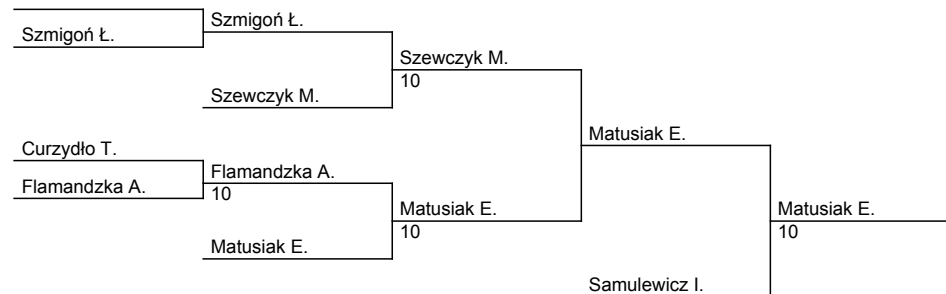 Szmigoń Ł.
Szmigoń Ł.
Szewczyk M.
10
Szewczyk M.
Matusiak E.
Curzydło T.
Flamandzka A.
Flamandzka A.
10
Matusiak E.
10
Matusiak E.
10
Matusiak E.
Samulewicz I.